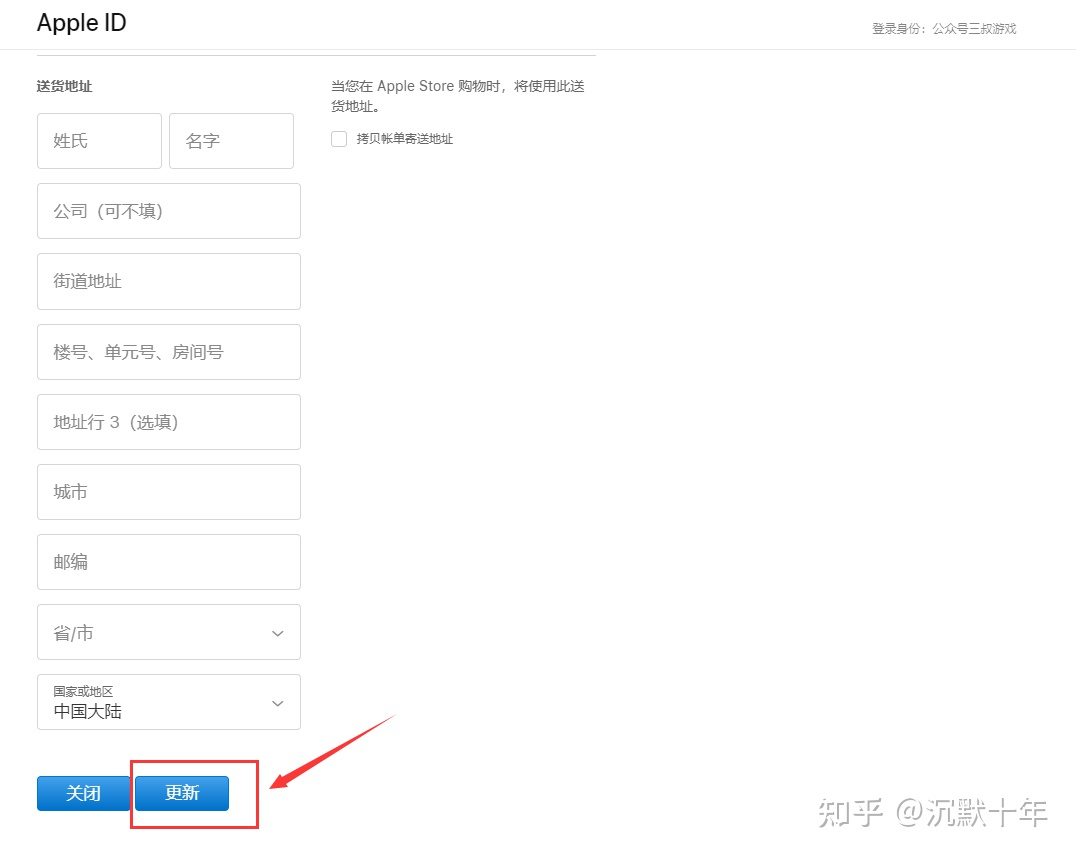 Apple ID
登录身份：公众号三叔游戏
送货地址
当您在 Apple Store 购物时，将使用此送
货地址。
拷贝帐单寄送地址
姓氏
名字
公司（可不填）
街道地址
楼号、单元号、房间号
地址行 3（选填）
城市
邮编
省/市
国家或地区
中国大陆
关闭
更新
知乎 @沉默十年